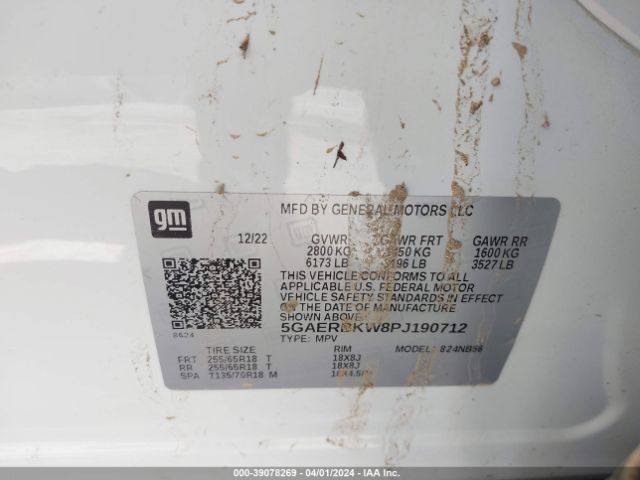 gm
MFD BY GENERAL MOTORS LLC
12/22 GVWR GAWR FRT GAWR RR
2800 KG 1600 KG
6173 LB 3527 LB
THIS VEHICLE CONFORMS TO ALL
APPLICABLE U.S. FEDERAL MOTOR
VEHICLE SAFETY STANDARDS IN EFFECT
ON THE DATE OF MANUFACTURE
SHOWN ABOVE.
TYPE: MPV MODEL: 824NB56
8624
TIRE SIZE RIM
FRT 255/65R18 T 18X8J
RR 255/65R18 T 18X8J
SPA T135/70R18 M
000-39078269 - 04/01/2024 - IAA Inc.